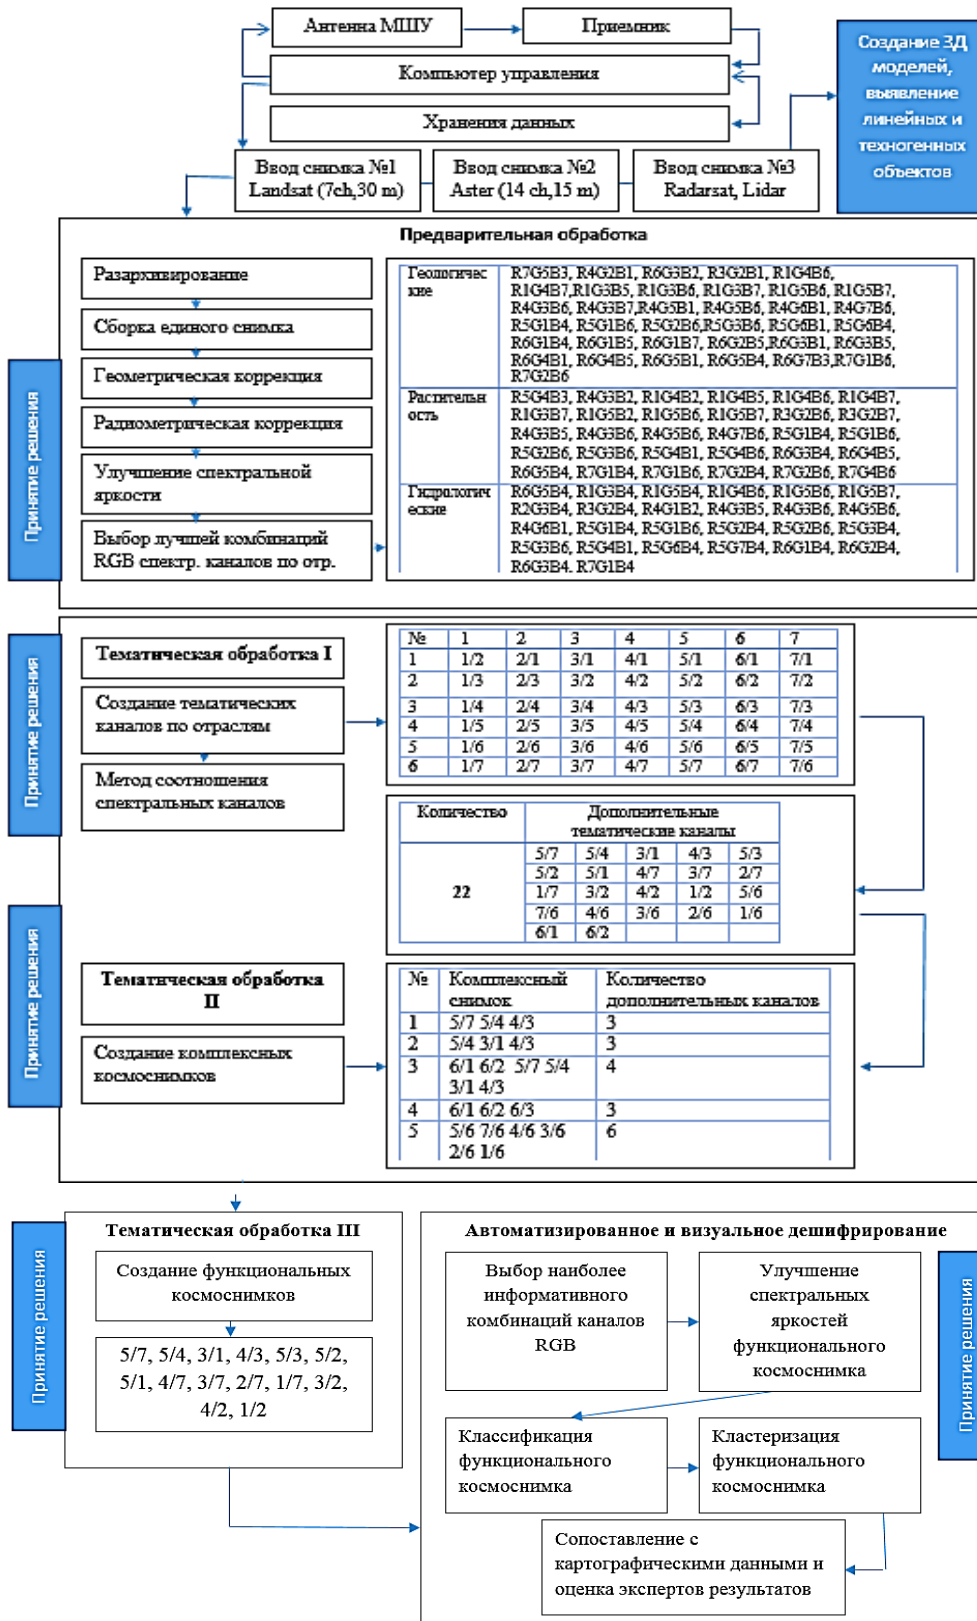 Антенна МШУ
Приемник
Создание 3Д
моделей,
выявление
линейных и
техногенных
объектов
Компьютер управления
Хранения данных
Ввод снимка №1
Landsat (7ch,30 m)
Ввод снимка №2
Aster (14 ch,15 m)
Ввод снимка №3
Radarsat, Lidar
Предварительная обработка
Принятие решения
Разархивирование
Сборка единого снимка
Геометрическая коррекция
Радиометрическая коррекция
Улучшение спектральной
яркости
Выбор лучшей комбинаций
RGB спектр. каналов по отр.
Геологичес
кие
R7G5B3, R4G2B1, R6G3B2, R3G2B1, R1G4B6,
R1G4B7,R1G3B5, R1G3B6, R1G3B7, R1G5B6, R1G5B7,
R4G3B6, R4G3B7,R4G5B1, R4G5B6, R4G6B1, R4G7B6,
R5G1B4, R5G1B6, R5G2B6,R5G3B6, R5G6B1, R5G6B4,
R6G1B4, R6G1B5, R6G1B7, R6G2B5,R6G3B1, R6G3B5,
R6G4B1, R6G4B5, R6G5B1, R6G5B4, R6G7B3,R7G1B6,
R7G2B6
Растительн
ость
R5G4B3, R4G3B2, R1G4B2, R1G4B5, R1G4B6, R1G4B7,
R1G3B7, R1G5B2, R1G5B6, R1G5B7, R3G2B6, R3G2B7,
R4G3B5, R4G3B6, R4G5B6, R4G7B6, R5G1B4, R5G1B6,
R5G2B6, R5G3B6, R5G4B1, R5G4B6, R6G3B4, R6G4B5,
R6G5B4, R7G1B4, R7G1B6, R7G2B4, R7G2B6, R7G4B6
Гидрологич
еские
R6G5B4, R1G3B4, R1G5B4, R1G4B6, R1G5B6, R1G5B7,
R2G3B4, R3G2B4, R4G1B2, R4G3B5, R4G3B6, R4G5B6,
R4G6B1, R5G1B4, R5G1B6, R5G2B4, R5G2B6, R5G3B4,
R5G3B6, R5G4B1, R5G6B4, R5G7B4, R6G1B4, R6G2B4,
R6G3B4, R7G1B4
Принятие решения
Тематическая обработка I
Создание тематических
каналов по отраслям
Метод соотношения
спектральных каналов
№ 1 2 3 4 5 6 7
1 1/2 2/1 3/1 4/1 5/1 6/1 7/1
2 1/3 2/3 3/2 4/2 5/2 6/2 7/2
3 1/4 2/4 3/4 4/3 5/3 6/3 7/3
4 1/5 2/5 3/5 4/5 5/4 6/4 7/4
5 1/6 2/6 3/6 4/6 5/6 6/5 7/5
6 1/7 2/7 3/7 4/7 5/7 6/7 7/6
Количество
Дополнительные
тематические каналы
22
5/7 5/4 3/1 4/3 5/3
5/2 5/1 4/7 3/7 2/7
1/7 3/2 4/2 1/2 5/6
7/6 4/6 3/6 2/6 1/6
6/1 6/2
Принятие решения
Тематическая обработка
II
Создание комплексных
космоснимков
№
Комплексный
снимок
Количество
дополнительных каналов
1 5/7 5/4 4/3 3
2 5/4 3/1 4/3 3
3 6/1 6/2 5/7 5/4 4
3/1 4/3
4 6/1 6/2 6/3 3
5 5/6 7/6 4/6 3/6 6
2/6 1/6
Принятие решения
Тематическая обработка III
Создание функциональных
космоснимков
5/7, 5/4, 3/1, 4/3, 5/3, 5/2,
5/1, 4/7, 3/7, 2/7, 1/7, 3/2,
4/2, 1/2
Автоматизированное и визуальное дешифрирование
Выбор наиболее
информативного
комбинаций каналов
RGB
Улучшение
спектральных
яркостей
функционального
космоснимка
Классификация
функционального
космоснимка
Кластеризация
функционального
космоснимка
Сопоставление с
картографическими данными и
оценка экспертов результатов
Принятие решения